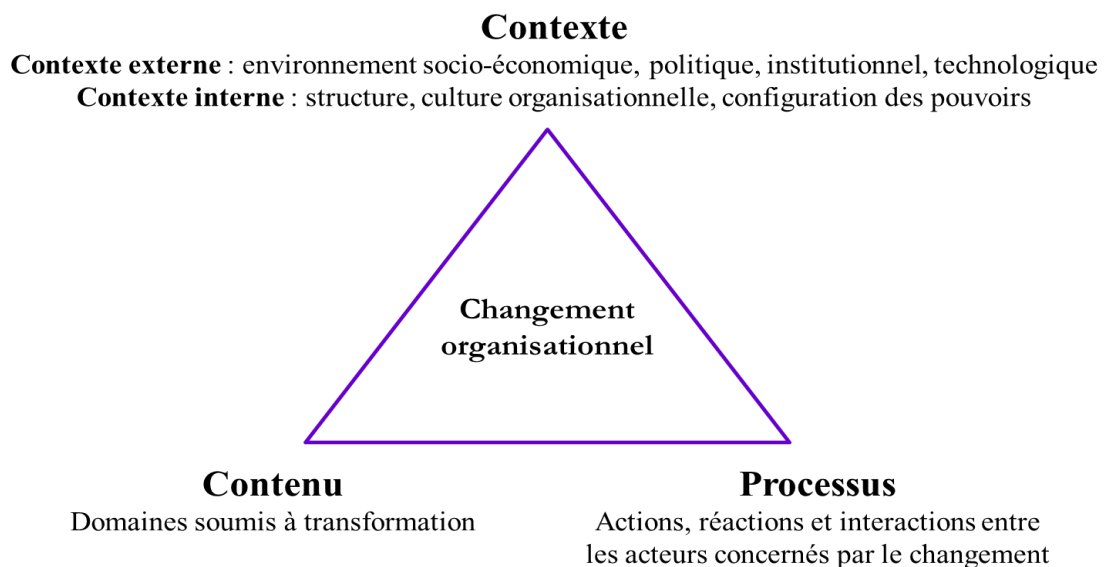 Contexte
Contexte externe : environnement socio-économique, politique, institutionnel, technologique
Contexte interne : structure, culture organisationnelle, configuration des pouvoirs
Changement
organisationnel
Contenu
Domaines soumis à transformation
Processus
Actions, réactions et interactions entre
les acteurs concernés par le changement